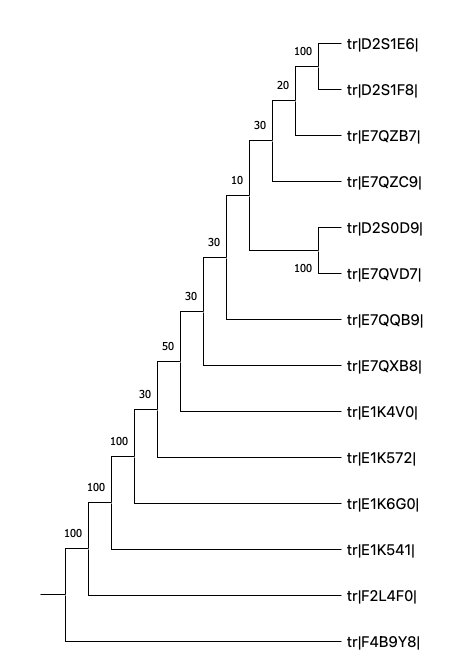 100
tr|D2S1E6|
20
tr|D2S1F8|
30
tr|E7QZB7|
10
tr|E7QZC9|
tr|D2S0D9|
30
100
tr|E7QVD7|
30
tr|E7QQB9|
50
tr|E7QXB8|
30
tr|E1K4V0|
100
tr|E1K572|
100
tr|E1K6G0|
100
tr|E1K541|
tr|F2L4F0|
tr|F4B9Y8|